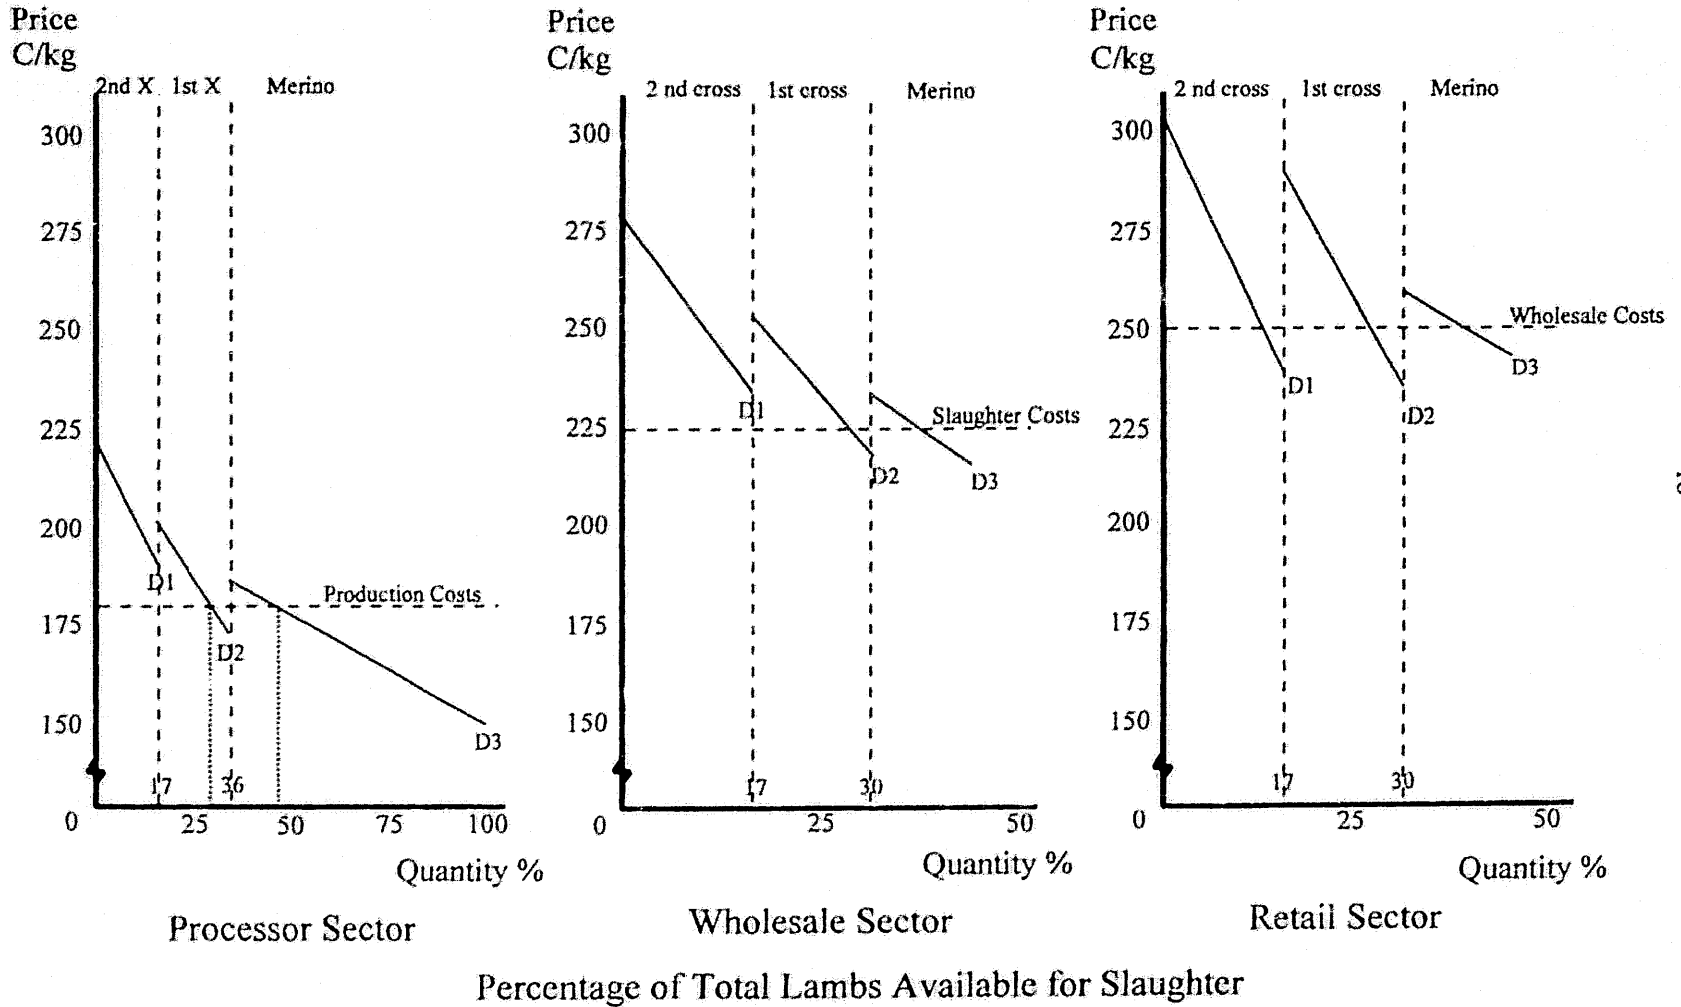 Price
C/kg
2nd X 1st X Merino
300
275
250
225
200
175
150
0
D1
D2
D3
Production Costs
17 36
25 50 75 100
Quantity %
Processor Sector
Price
C/kg
2 nd cross 1st cross Merino
300
275
250
225
200
175
150
0
D1
D2
D3
Slaughter Costs
17 30
25 50
Quantity %
Wholesale Sector
Price
C/kg
2 nd cross 1st cross Merino
300
275
250
225
200
175
150
0
D1
D2
D3
Wholesale Costs
17 30
25 50
Quantity %
Retail Sector
Percentage of Total Lambs Available for Slaughter